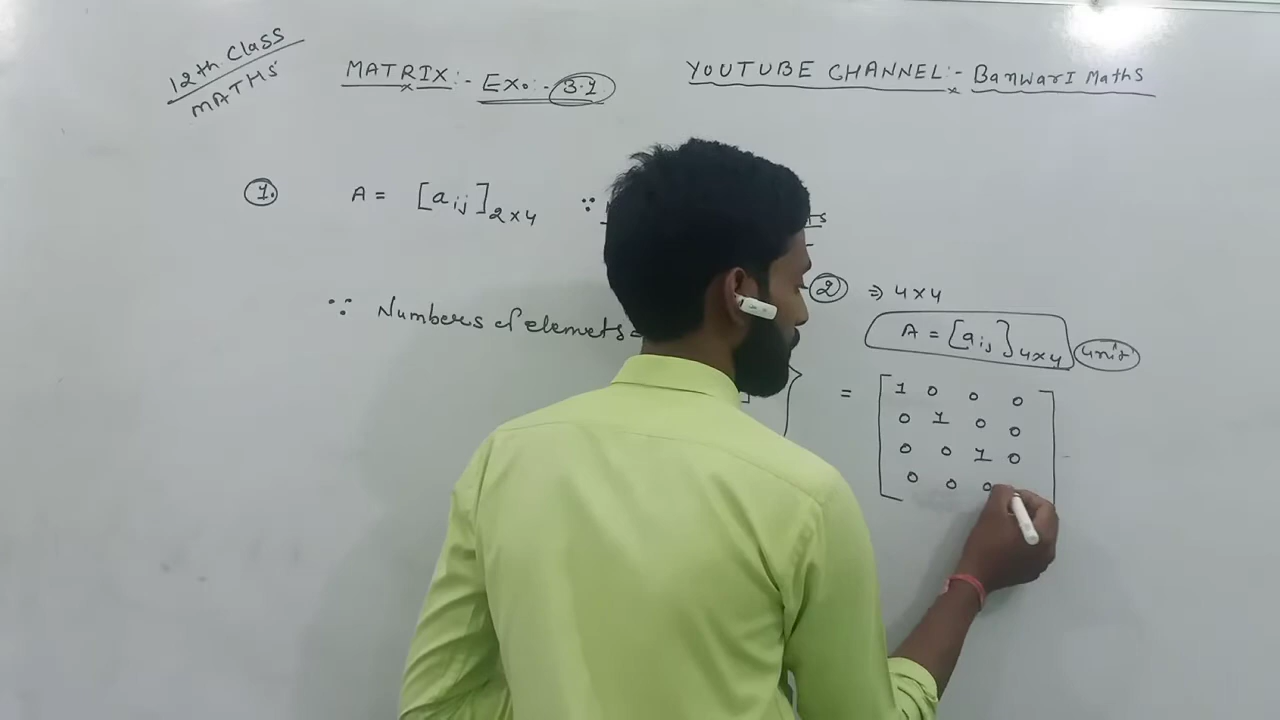 12th Class
MATHS
MATRIX:- Ex. :- 3.1
YOUTUBE CHANNEL:- BanwarI Maths
1. A = [aij]2×4 ∵
∵ Numbers of elemets =
2 ⇒ 4×4
A = [aij]4×4 unit
= [1 0 0 0
0 1 0 0
0 0 1 0
0 0 0